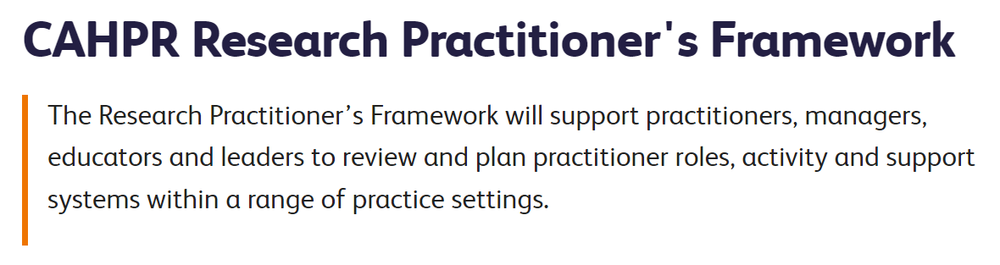 CAHPR Research Practitioner's Framework
The Research Practitioner’s Framework will support practitioners, managers,
educators and leaders to review and plan practitioner roles, activity and support
systems within a range of practice settings.